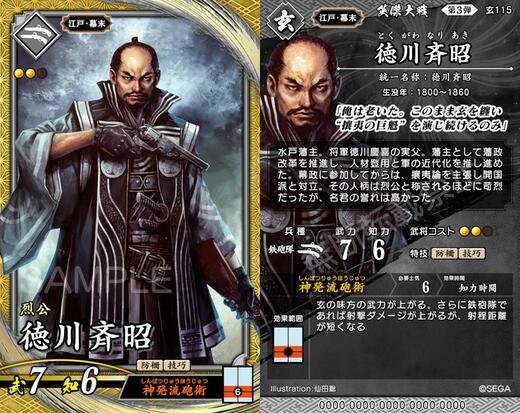 江戸・幕末
烈公
徳川斉昭
防柵 技巧
武7 知6
しんぱつりゅうほうじゅつ
神発流砲術
6
SAMPLE
玄
江戸・幕末
英傑大戦 第3弾 玄115
とくがわ なり あき
徳川斉昭
統一名称：徳川斉昭
生没年：1800～1860
「俺は老いた。このまま玄を纏い
“攘夷の巨魁”を演じ続けるのみ」
水戸藩主。将軍徳川慶喜の実父。藩主として藩政
改革を推進し、人材登用と軍の近代化を推し進め
た。幕政に参加してからは、攘夷論を主張し開国
派と対立。その人柄は烈公と称されるほどに苛烈
だったが、名君の誉れは高かった。
兵種 武力 知力 武将コスト
鉄砲隊 7 6 特技 防柵 技巧
しんぱつりゅうほうじゅつ 必要士気 効果時間
神発流砲術 6 知力時間
効果範囲
玄の味方の武力が上がる。さらに鉄砲隊で
あれば射撃ダメージが上がるが、射程距離
が短くなる
Illustration:仙田聡 ©SEGA
0000-0000-0000-0000-0000